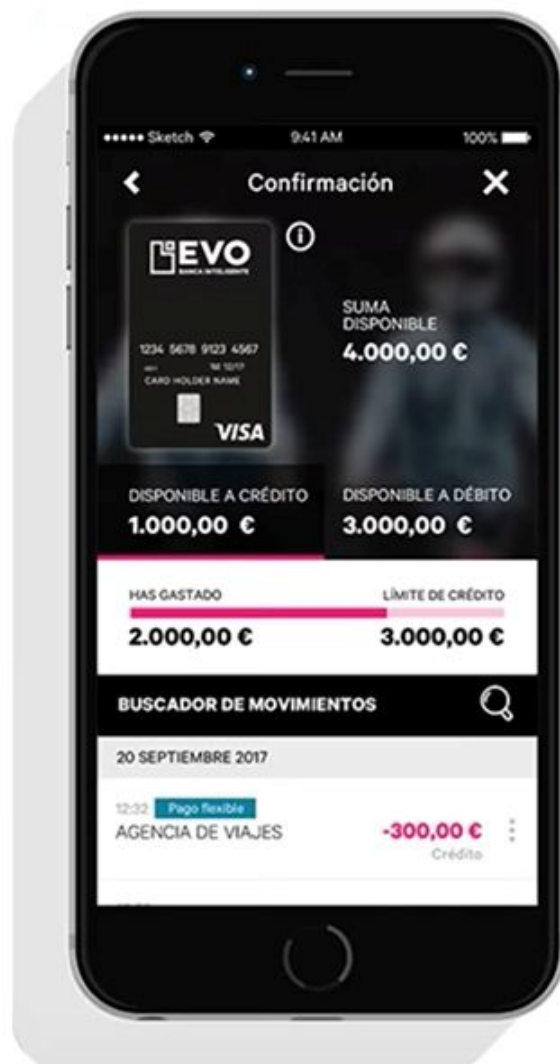 Sketch 9:41 AM 100%
Confirmación
EVO
BANCA INTELIGENTE
SUMA
DISPONIBLE
4.000,00 €
1234 5678 9123 4567
12/17
CARD HOLDER NAME
VISA
DISPONIBLE A CRÉDITO
1.000,00 €
DISPONIBLE A DÉBITO
3.000,00 €
HAS GASTADO
LÍMITE DE CRÉDITO
2.000,00 €
3.000,00 €
BUSCADOR DE MOVIMIENTOS
20 SEPTIEMBRE 2017
12:32 Pago flexible
AGENCIA DE VIAJES
-300,00 €
Crédito